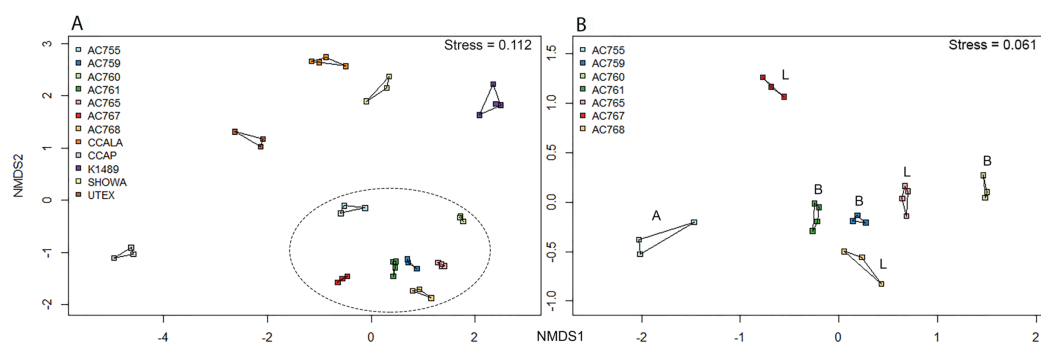 A
Stress = 0.112
AC755
AC759
AC760
AC761
AC765
AC767
AC768
CCALA
CCAP
K1489
SHOWA
UTEX
NMDS2
3
2
1
0
-1
-2
-4
-2
0
2
NMDS1
B
Stress = 0.061
AC755
AC759
AC760
AC761
AC765
AC767
AC768
L
B
L
B
B
A
L
1.5
1.0
0.5
0.0
-0.5
-1.0
-2
-1
0
1
2